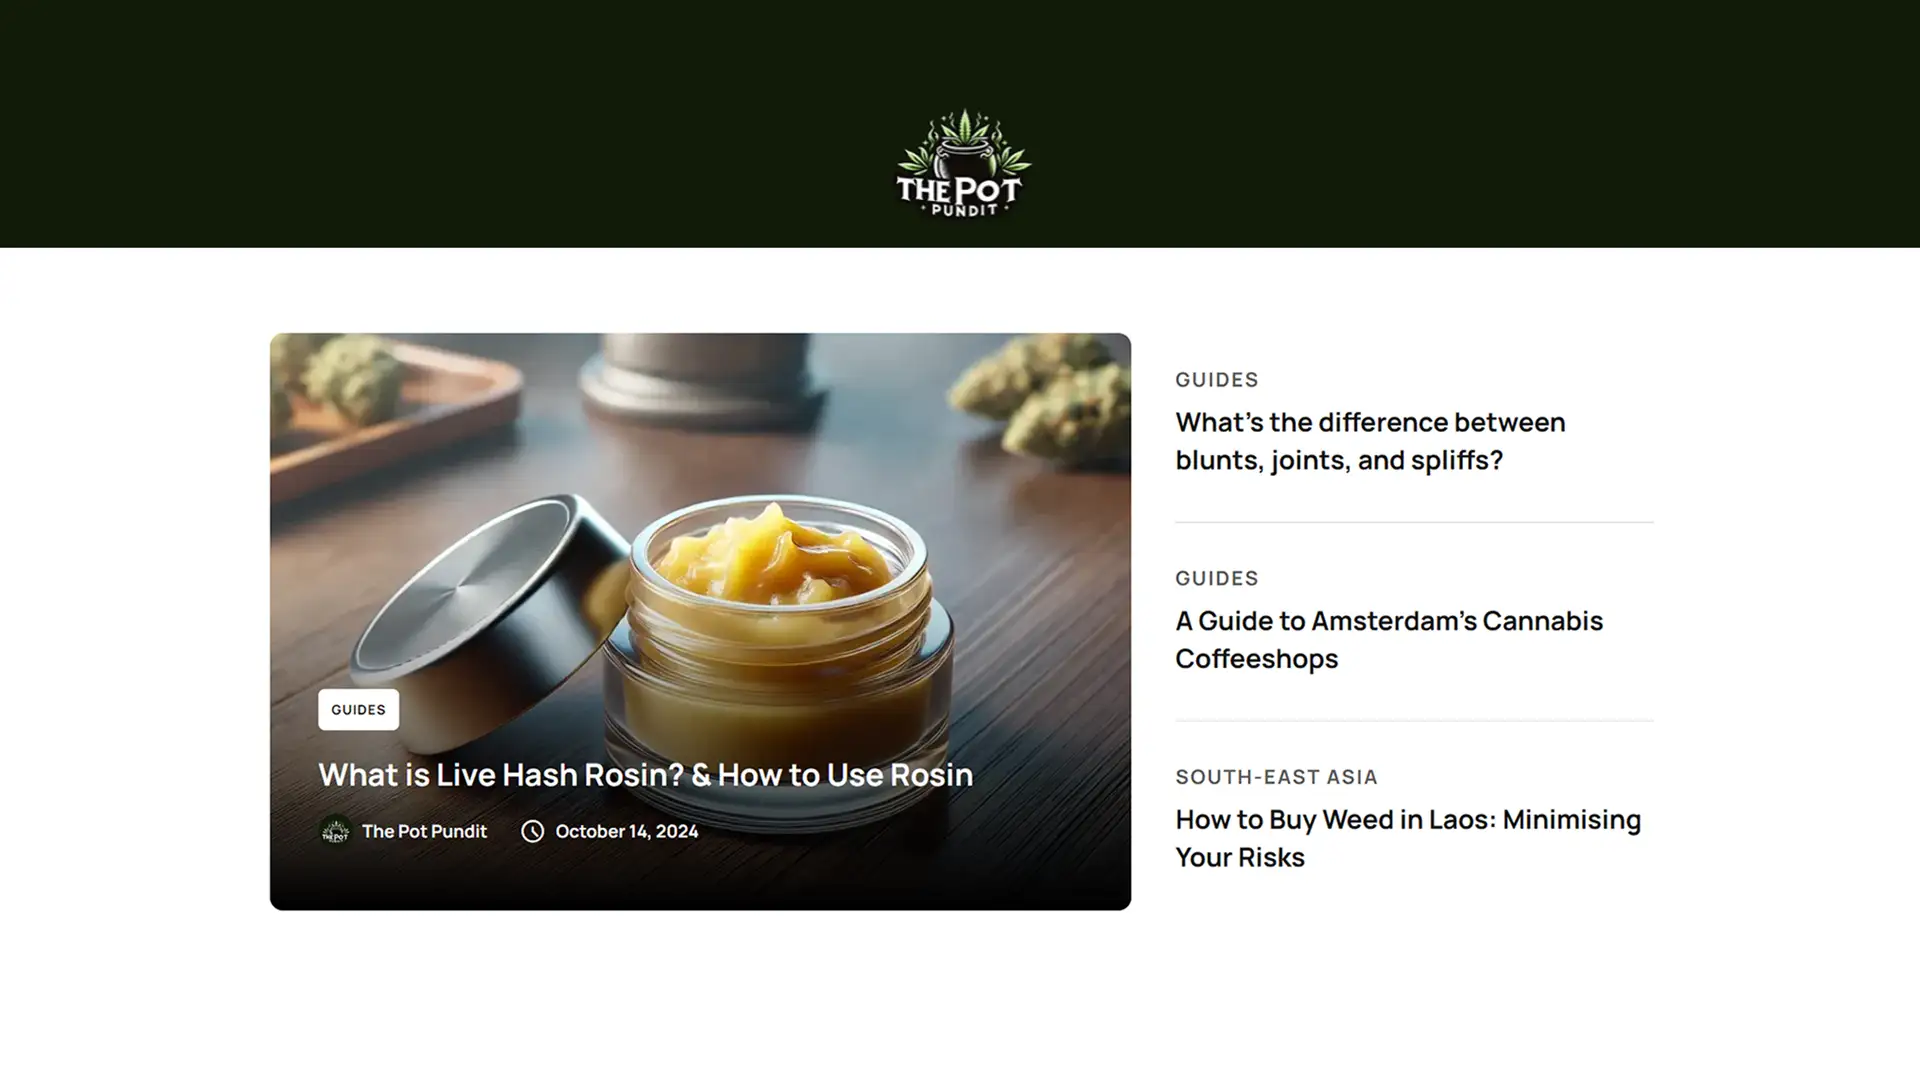 THE POT
PUNDIT
GUIDES
What is Live Hash Rosin? & How to Use Rosin
THE POT
The Pot Pundit
October 14, 2024
GUIDES
What's the difference between
blunts, joints, and spliffs?
GUIDES
A Guide to Amsterdam's Cannabis
Coffeeshops
SOUTH-EAST ASIA
How to Buy Weed in Laos: Minimising
Your Risks